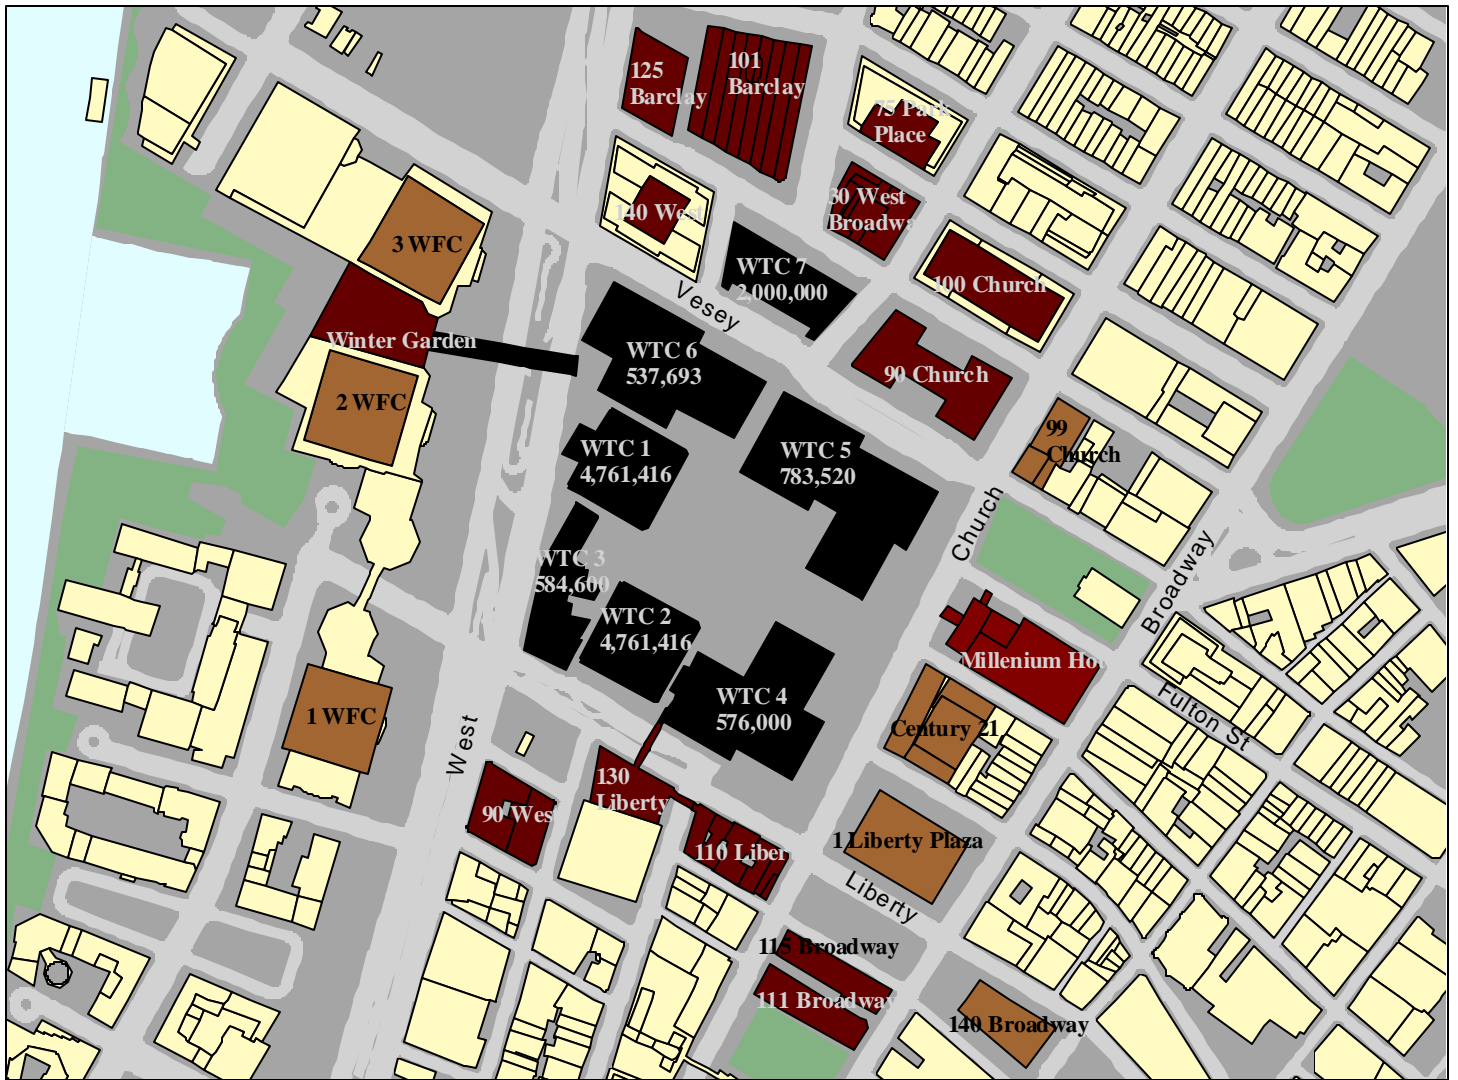 125
Barclay
101
Barclay
75 Park
Place
140 West
30 West
Broadway
3 WFC
WTC 7
2,000,000
100 Church
Vesey
Winter Garden
WTC 6
537,693
90 Church
2 WFC
99
Church
WTC 1
4,761,416
WTC 5
783,520
Church
WTC 3
584,600
Broadway
WTC 2
4,761,416
Millenium Ho
WTC 4
576,000
1 WFC
Century 21
Fulton St
West
130
Liberty
90 Wes
110 Liber
1 Liberty Plaza
Liberty
115 Broadway
111 Broadway
140 Broadway